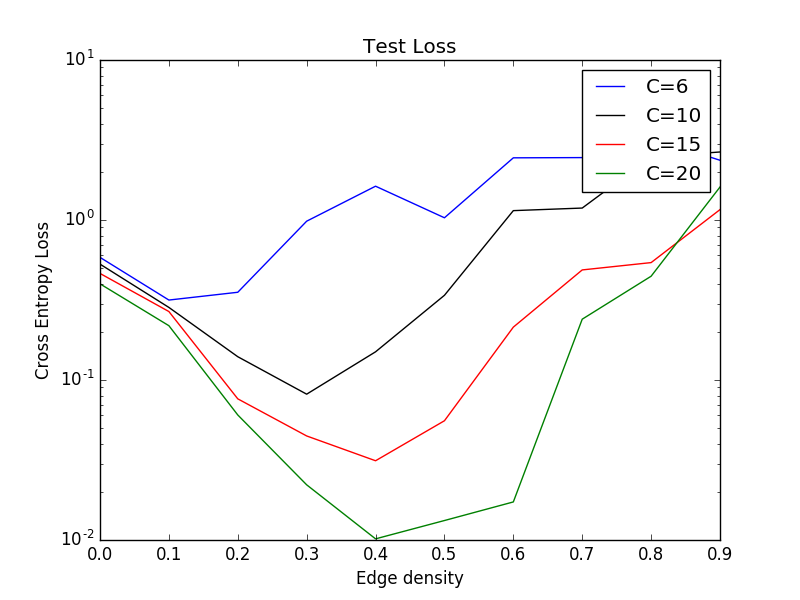 Test Loss
10^1
10^0
10^-1
10^-2
Cross Entropy Loss
C=6
C=10
C=15
C=20
0.0 0.1 0.2 0.3 0.4 0.5 0.6 0.7 0.8 0.9
Edge density